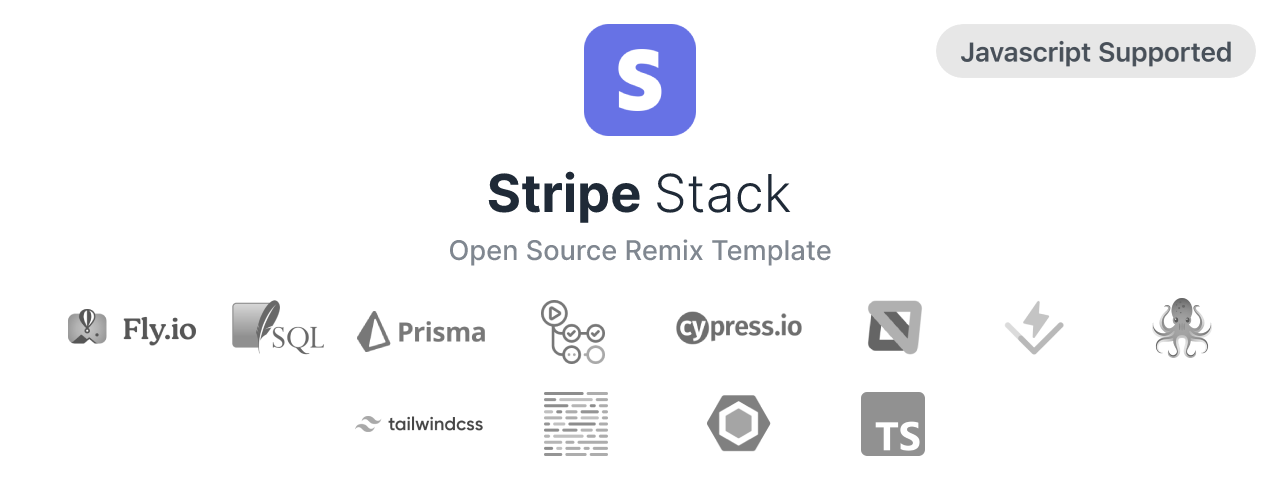 S
Javascript Supported
Stripe Stack
Open Source Remix Template
Fly.io
SQL
Prisma
cypress.io
tailwindcss
TS